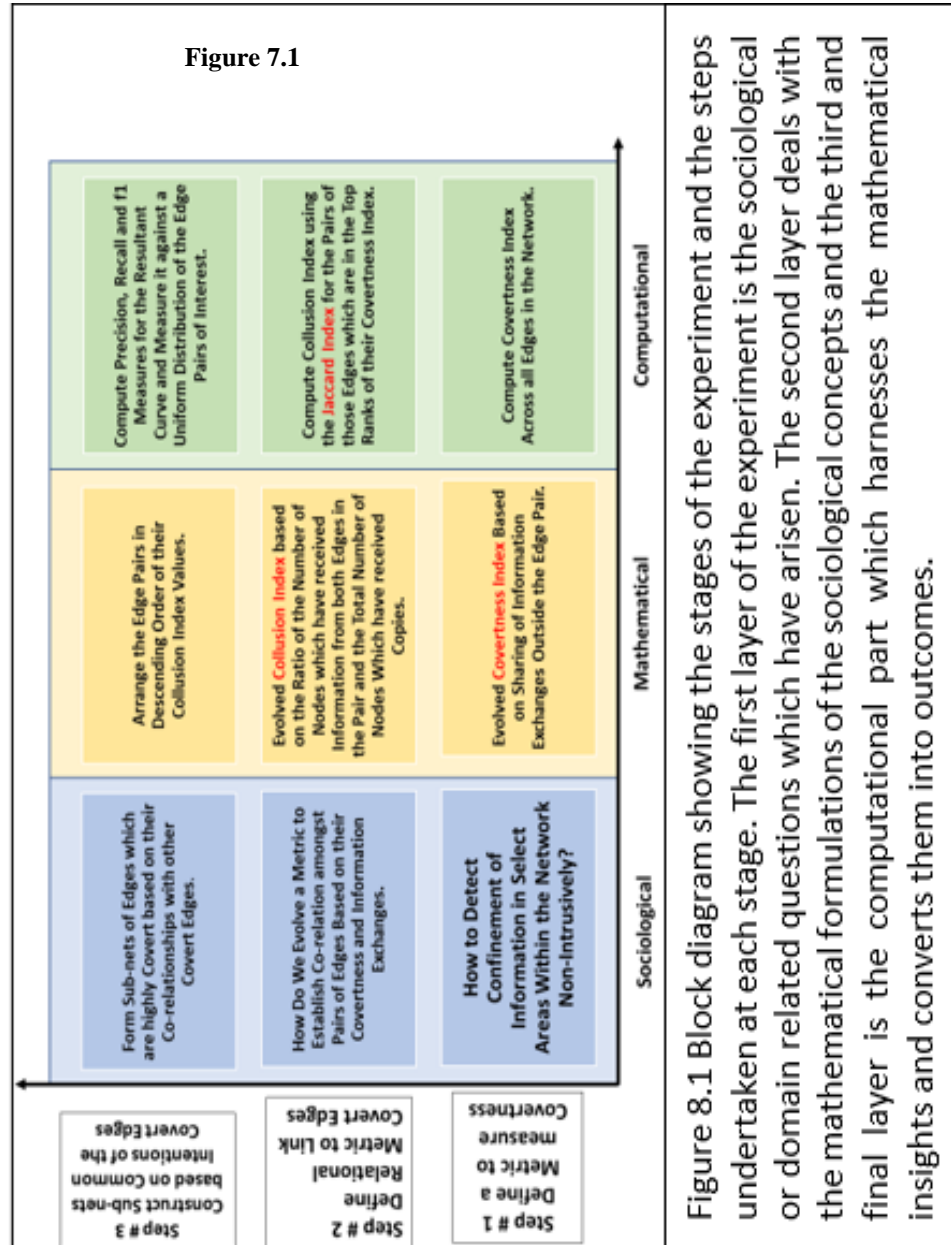 Figure 7.1
Step # 3
Construct Sub-nets
based on Common
Intentions of the
Covert Edges
Form Sub-nets of Edges which
are highly Covert based on their
Co-relationships with other
Covert Edges.
Arrange the Edge Pairs in
Descending Order of their
Collusion Index Values.
Compute Precision, Recall and f1
Measures for the Resultant
Curve and Measure it against a
Uniform Distribution of the Edge
Pairs of Interest.
Step # 2
Define
Relational
Metric to Link
Covert Edges
How Do We Evolve a Metric to
Establish Co-relation amongst
Pairs of Edges Based on their
Covertness and Information
Exchanges.
Evolved Collusion Index based
on the Ratio of the Number of
Nodes which have received
Information from both Edges in
the Pair and the Total Number of
Nodes Which have received
Copies.
Compute Collusion Index using
the Jaccard Index for the Pairs of
those Edges which are in the Top
Ranks of their Covertness Index.
Step # 1
Define a
Metric to
measure
Covertness
How to Detect
Confinement of
Information in Select
Areas Within the Network
Non-Intrusively?
Evolved Covertness Index Based
on Sharing of Information
Exchanges Outside the Edge Pair.
Compute Covertness Index
Across all Edges in the Network.
Sociological
Mathematical
Computational
Figure 8.1 Block diagram showing the stages of the experiment and the steps
undertaken at each stage. The first layer of the experiment is the sociological
or domain related questions which have arisen. The second layer deals with
the mathematical formulations of the sociological concepts and the third and
final layer is the computational part which harnesses the mathematical
insights and converts them into outcomes.